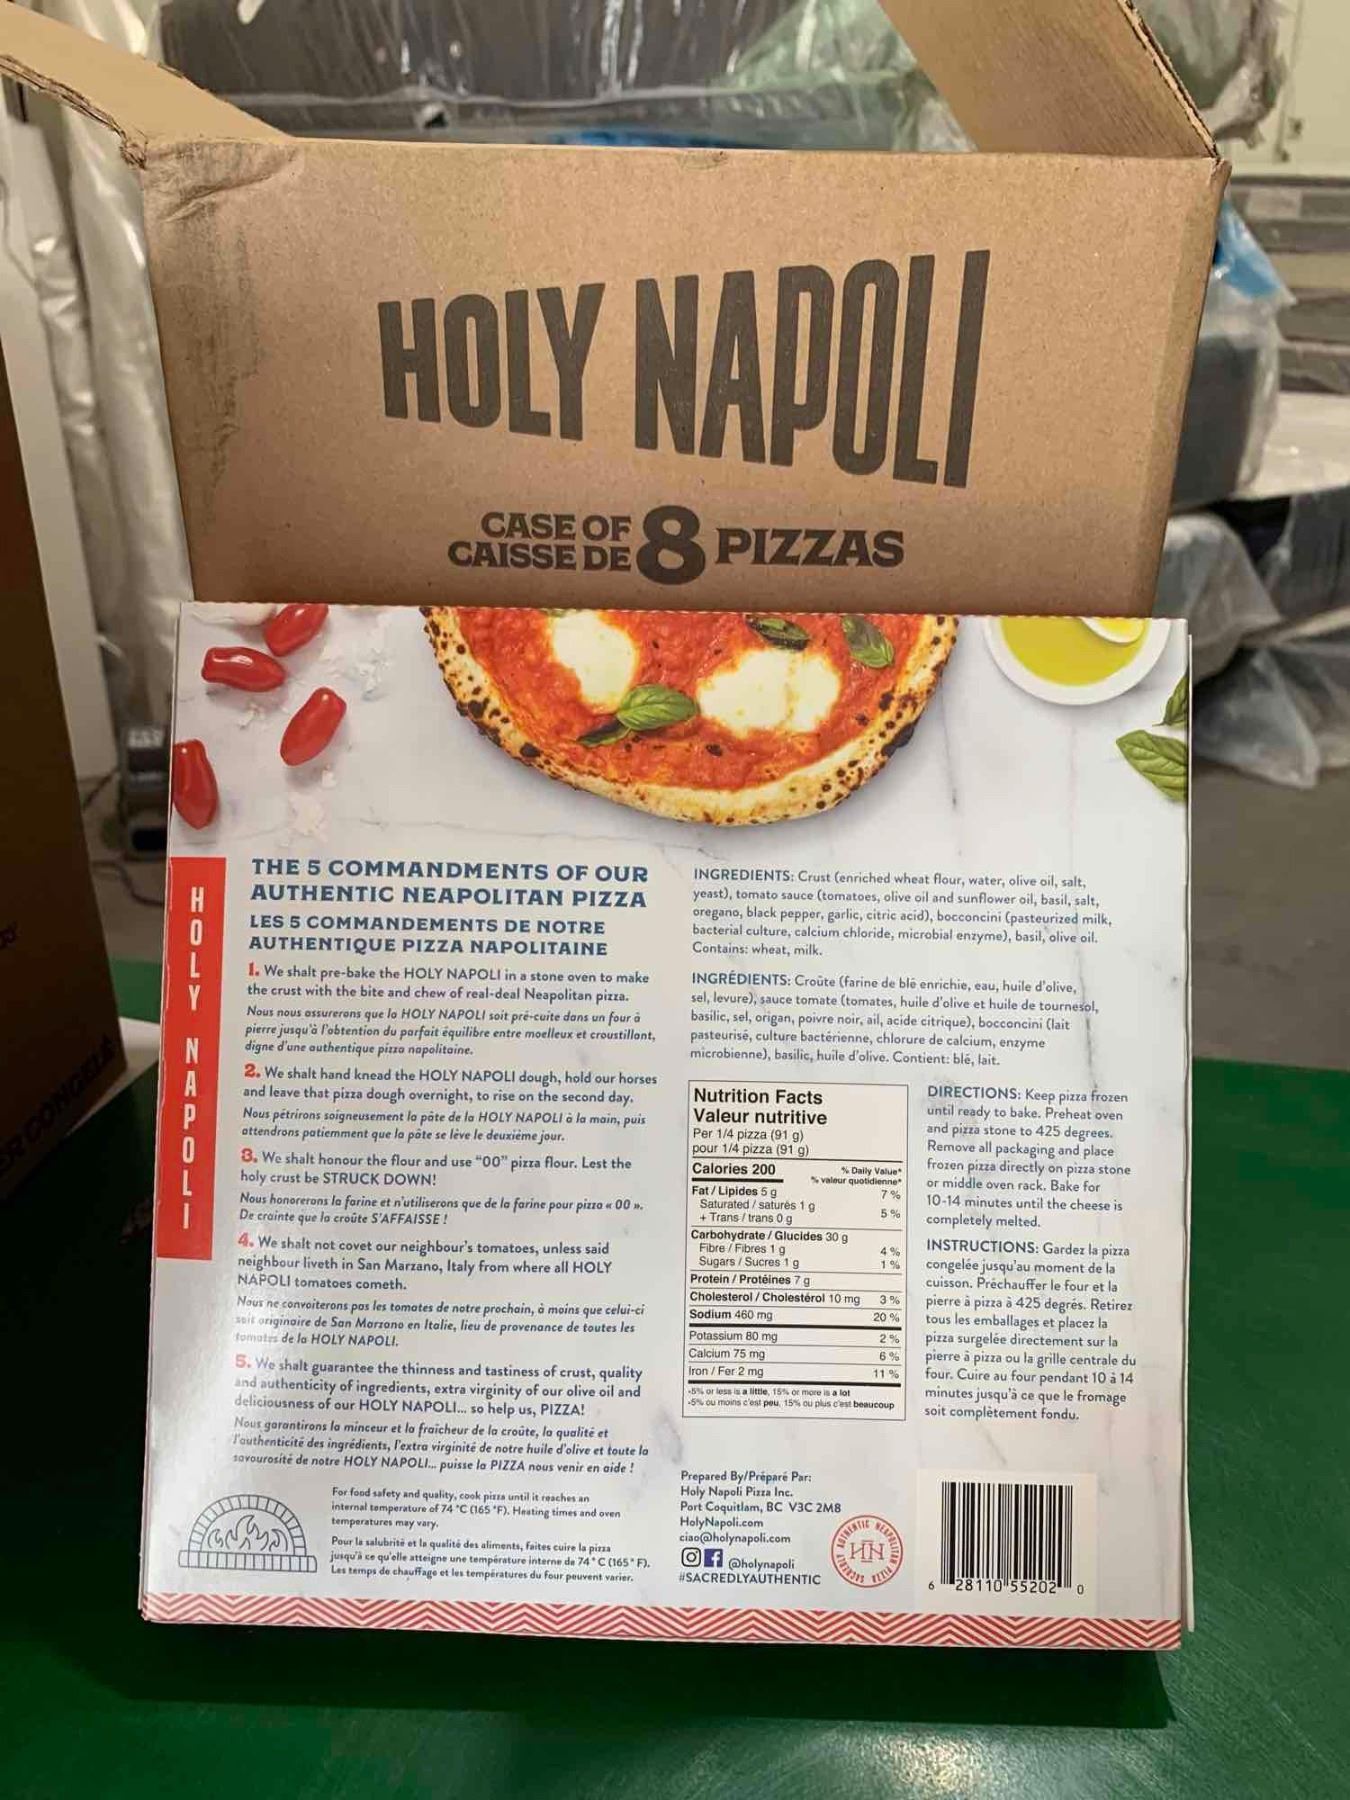 HOLY NAPOLI
CASE OF
CAISSE DE
8 PIZZAS
HOLY NAPOLI
THE 5 COMMANDMENTS OF OUR
AUTHENTIC NEAPOLITAN PIZZA
LES 5 COMMANDEMENTS DE NOTRE
AUTHENTIQUE PIZZA NAPOLITAINE
1. We shalt pre-bake the HOLY NAPOLI in a stone oven to make
the crust with the bite and chew of real-deal Neapolitan pizza.
Nous nous assurerons que la HOLY NAPOLI soit pré-cuite dans un four à
pierre jusqu'à l'obtention du parfait équilibre entre moelleux et croustillant,
digne d'une authentique pizza napolitaine.
2. We shalt hand knead the HOLY NAPOLI dough, hold our horses
and leave that pizza dough overnight, to rise on the second day.
Nous pétrirons soigneusement la pâte de la HOLY NAPOLI à la main, puis
attendrons patiemment que la pâte se lève le deuxième jour.
3. We shalt honour the flour and use “00” pizza flour. Lest the
holy crust be STRUCK DOWN!
Nous honorerons la farine et n'utiliserons que de la farine pour pizza « 00 ».
De crainte que la croûte S'AFFAISSE !
4. We shalt not covet our neighbour's tomatoes, unless said
neighbour liveth in San Marzano, Italy from where all HOLY
NAPOLI tomatoes cometh.
Nous ne convoiterons pas les tomates de notre prochain, à moins que celui-ci
soit originaire de San Marzano en Italie, lieu de provenance de toutes les
tomates de la HOLY NAPOLI.
5. We shalt guarantee the thinness and tastiness of crust, quality
and authenticity of ingredients, extra virginity of our olive oil and
deliciousness of our HOLY NAPOLI... so help us, PIZZA!
Nous garantirons la minceur et la fraîcheur de la croûte, la qualité et
l'authenticité des ingrédients, l'extra virginité de notre huile d'olive et toute la
savourosité de notre HOLY NAPOLI... puisse la PIZZA nous venir en aide !
For food safety and quality, cook pizza until it reaches an
internal temperature of 74 °C (165 °F). Heating times and oven
temperatures may vary.
Pour la salubrité et la qualité des aliments, faites cuire la pizza
jusqu'à ce qu'elle atteigne une température interne de 74° C (165° F).
Les temps de chauffage et les températures du four peuvent varier.
INGREDIENTS: Crust (enriched wheat flour, water, olive oil, salt,
yeast), tomato sauce (tomatoes, olive oil and sunflower oil, basil, salt,
oregano, black pepper, garlic, citric acid), bocconcini (pasteurized milk,
bacterial culture, calcium chloride, microbial enzyme), basil, olive oil.
Contains: wheat, milk.
INGRÉDIENTS: Croûte (farine de blé enrichie, eau, huile d'olive,
sel, levure), sauce tomate (tomates, huile d'olive et huile de tournesol,
basilic, sel, origan, poivre noir, ail, acide citrique), bocconcini (lait
pasteurisé, culture bactérienne, chlorure de calcium, enzyme
microbienne), basilic, huile d'olive. Contient: blé, lait.
Nutrition Facts
Valeur nutritive
Per 1/4 pizza (91 g)
pour 1/4 pizza (91 g)
Calories 200 % Daily Value*
% valeur quotidienne*
Fat / Lipides 5 g 7 %
Saturated / saturés 1 g
+ Trans / trans 0 g 5 %
Carbohydrate / Glucides 30 g
Fibre / Fibres 1 g 4 %
Sugars / Sucres 1 g 1 %
Protein / Protéines 7 g
Cholesterol / Cholestérol 10 mg 3 %
Sodium 460 mg 20 %
Potassium 80 mg 2 %
Calcium 75 mg 6 %
Iron / Fer 2 mg 11 %
*5% or less is a little, 15% or more is a lot
*5% ou moins c'est peu, 15% ou plus c'est beaucoup
DIRECTIONS: Keep pizza frozen
until ready to bake. Preheat oven
and pizza stone to 425 degrees.
Remove all packaging and place
frozen pizza directly on pizza stone
or middle oven rack. Bake for
10-14 minutes until the cheese is
completely melted.
INSTRUCTIONS: Gardez la pizza
congelée jusqu'au moment de la
cuisson. Préchauffer le four et la
pierre à pizza à 425 degrés. Retirez
tous les emballages et placez la
pizza surgelée directement sur la
pierre à pizza ou la grille centrale du
four. Cuire au four pendant 10 à 14
minutes jusqu'à ce que le fromage
soit complètement fondu.
Prepared By/Préparé Par:
Holy Napoli Pizza Inc.
Port Coquitlam, BC V3C 2M8
HolyNapoli.com
ciao@holynapoli.com
@holynapoli
#SACREDLYAUTHENTIC
HN
6 28110 55202 0